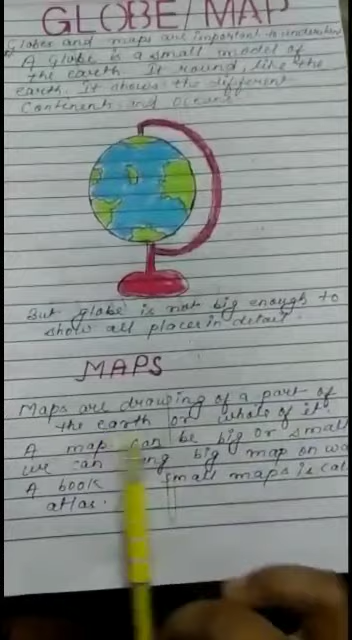 GLOBE/MAP
Globes and maps are important to understan
A globe is a small model of
the earth It round, like the
earth. It shows the different
Continents and Oceans
But globe is not big enough to
show all places in detail.
MAPS
Maps are drawing of a part of
the earth or whole of it.
A map can be big or small
we can big map on wa
A book small maps is cal
atlas.